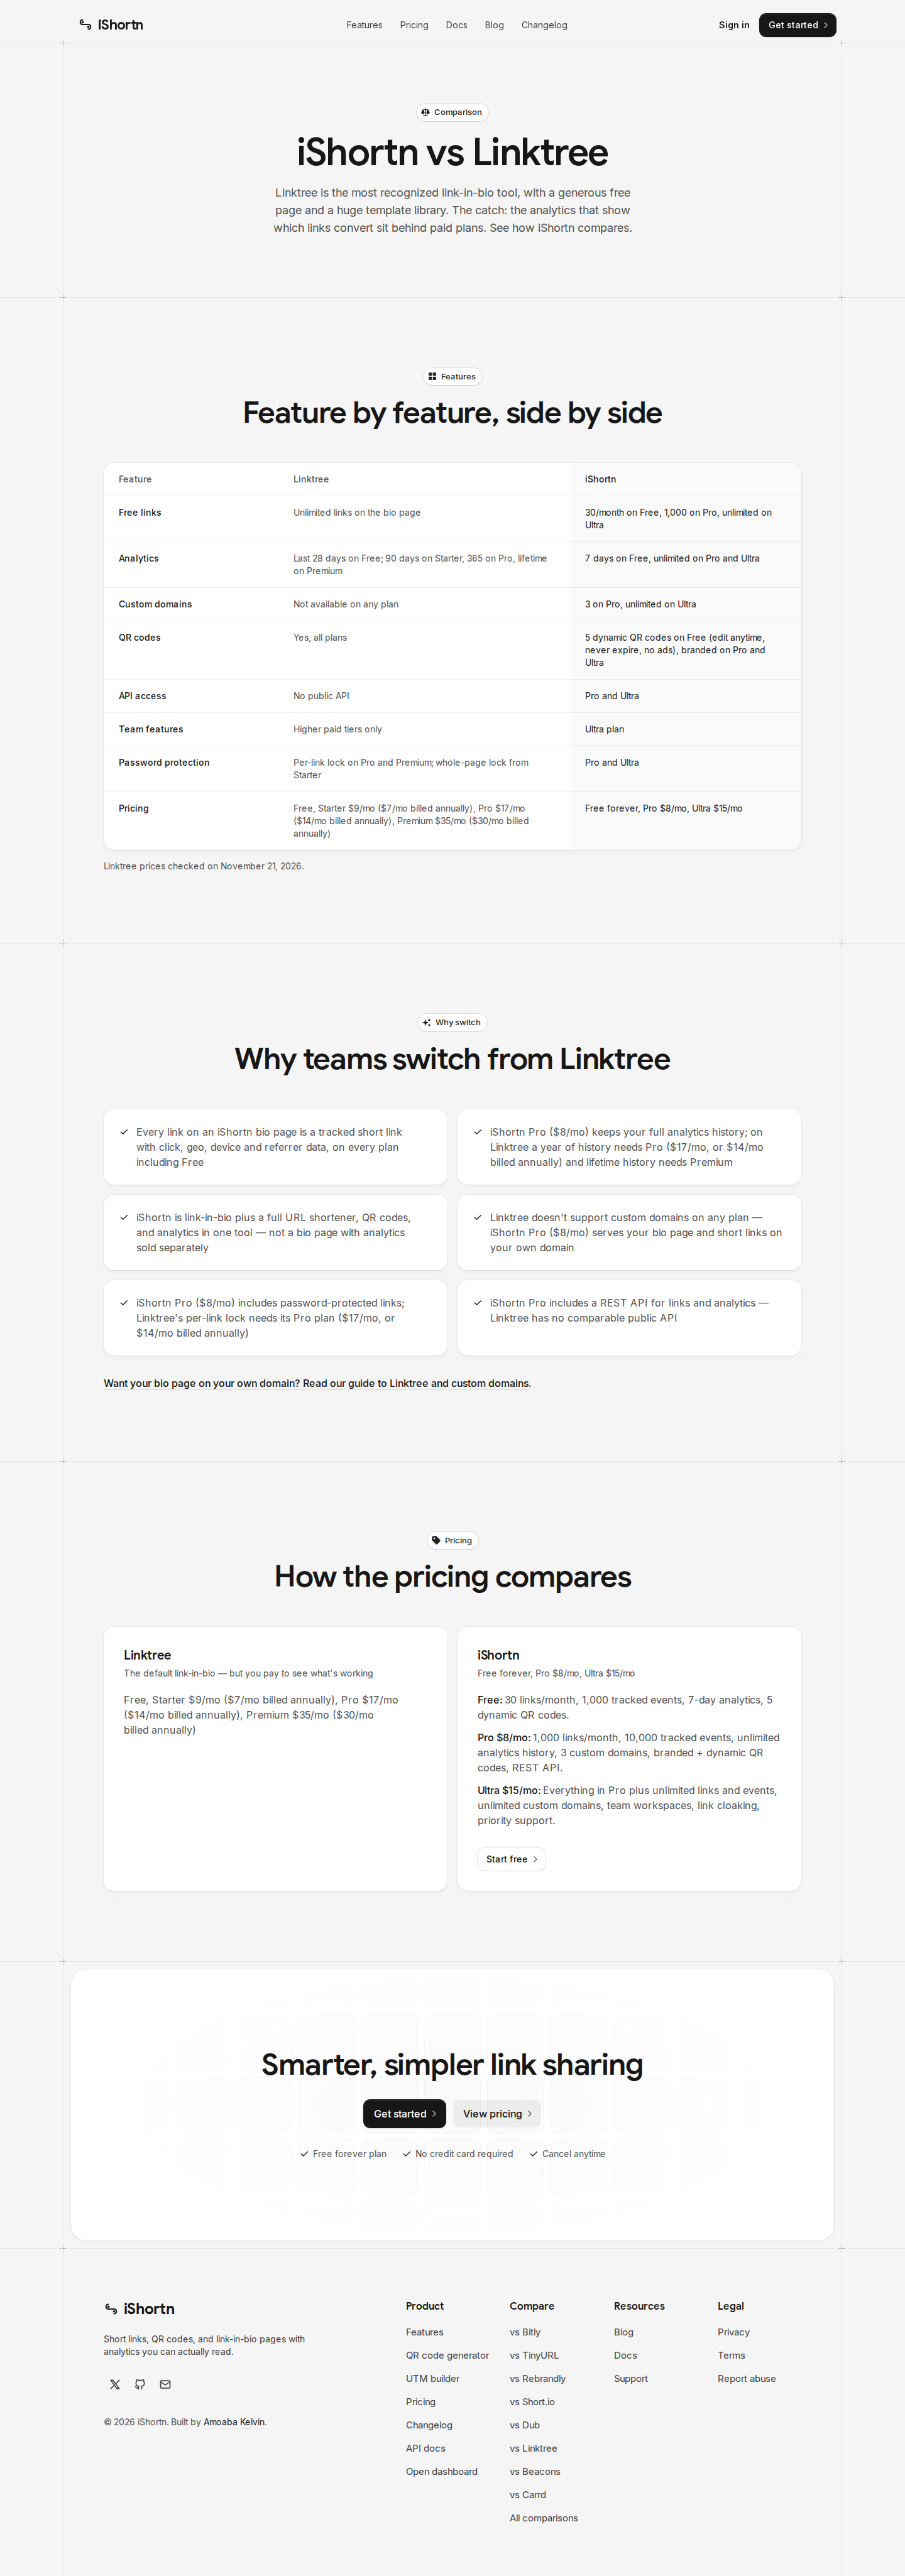 iShortn
Features
Pricing
Docs
Blog
Changelog
Sign in
Get started
Comparison
iShortn vs Linktree
Linktree is the most recognized link-in-bio tool, with a generous free
page and a huge template library. The catch: the analytics that show
which links convert sit behind paid plans. See how iShortn compares.
Features
Feature by feature, side by side
Feature
Linktree
iShortn
Free links
Unlimited links on the bio page
30/month on Free, 1,000 on Pro, unlimited on
Ultra
Analytics
Last 28 days on Free; 90 days on Starter, 365 on Pro, lifetime
on Premium
7 days on Free, unlimited on Pro and Ultra
Custom domains
Not available on any plan
3 on Pro, unlimited on Ultra
QR codes
Yes, all plans
5 dynamic QR codes on Free (edit anytime,
never expire, no ads), branded on Pro and
Ultra
API access
No public API
Pro and Ultra
Team features
Higher paid tiers only
Ultra plan
Password protection
Per-link lock on Pro and Premium; whole-page lock from
Starter
Pro and Ultra
Pricing
Free, Starter $9/mo ($7/mo billed annually), Pro $17/mo
($14/mo billed annually), Premium $35/mo ($30/mo billed
annually)
Free forever, Pro $8/mo, Ultra $15/mo
Linktree prices checked on November 21, 2026.
Why switch
Why teams switch from Linktree
Every link on an iShortn bio page is a tracked short link
with click, geo, device and referrer data, on every plan
including Free
iShortn Pro ($8/mo) keeps your full analytics history; on
Linktree a year of history needs Pro ($17/mo, or $14/mo
billed annually) and lifetime history needs Premium
iShortn is link-in-bio plus a full URL shortener, QR codes,
and analytics in one tool — not a bio page with analytics
sold separately
Linktree doesn't support custom domains on any plan —
iShortn Pro ($8/mo) serves your bio page and short links on
your own domain
iShortn Pro ($8/mo) includes password-protected links;
Linktree's per-link lock needs its Pro plan ($17/mo, or
$14/mo billed annually)
iShortn Pro includes a REST API for links and analytics —
Linktree has no comparable public API
Want your bio page on your own domain? Read our guide to Linktree and custom domains.
Pricing
How the pricing compares
Linktree
The default link-in-bio — but you pay to see what's working
Free, Starter $9/mo ($7/mo billed annually), Pro $17/mo
($14/mo billed annually), Premium $35/mo ($30/mo
billed annually)
iShortn
Free forever, Pro $8/mo, Ultra $15/mo
Free: 30 links/month, 1,000 tracked events, 7-day analytics, 5
dynamic QR codes.
Pro $8/mo: 1,000 links/month, 10,000 tracked events, unlimited
analytics history, 3 custom domains, branded + dynamic QR
codes, REST API.
Ultra $15/mo: Everything in Pro plus unlimited links and events,
unlimited custom domains, team workspaces, link cloaking,
priority support.
Start free
Smarter, simpler link sharing
Get started
View pricing
Free forever plan
No credit card required
Cancel anytime
iShortn
Short links, QR codes, and link-in-bio pages with
analytics you can actually read.
© 2026 iShortn. Built by Amoaba Kelvin.
Product
Features
QR code generator
UTM builder
Pricing
Changelog
API docs
Open dashboard
Compare
vs Bitly
vs TinyURL
vs Rebrandly
vs Short.io
vs Dub
vs Linktree
vs Beacons
vs Carrd
All comparisons
Resources
Blog
Docs
Support
Legal
Privacy
Terms
Report abuse